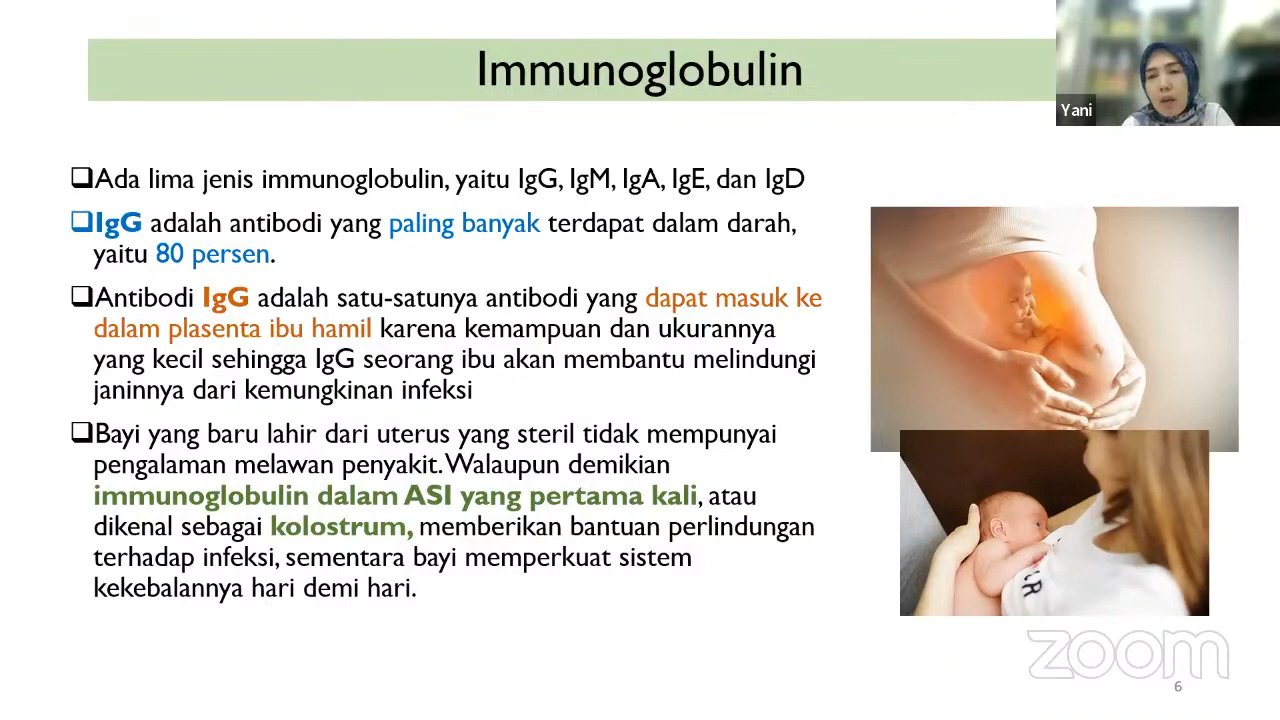 Immunoglobulin
Yani
❑Ada lima jenis immunoglobulin, yaitu IgG, IgM, IgA, IgE, dan IgD
❑IgG adalah antibodi yang paling banyak terdapat dalam darah,
yaitu 80 persen.
❑Antibodi IgG adalah satu-satunya antibodi yang dapat masuk ke
dalam plasenta ibu hamil karena kemampuan dan ukurannya
yang kecil sehingga IgG seorang ibu akan membantu melindungi
janinnya dari kemungkinan infeksi
❑Bayi yang baru lahir dari uterus yang steril tidak mempunyai
pengalaman melawan penyakit. Walaupun demikian
immunoglobulin dalam ASI yang pertama kali, atau
dikenal sebagai kolostrum, memberikan bantuan perlindungan
terhadap infeksi, sementara bayi memperkuat sistem
kekebalannya hari demi hari.
zoom
6